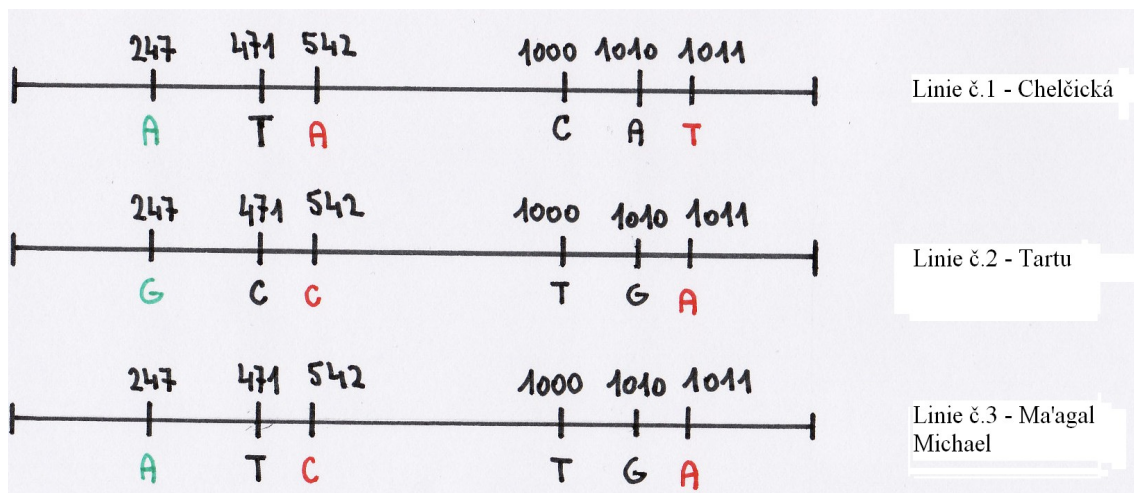 247 471 542 1000 1010 1011
Linie č.1 - Chelčická
A T A C A T
247 471 542 1000 1010 1011
Linie č.2 - Tartu
G C C T G A
247 471 542 1000 1010 1011
Linie č.3 - Ma'agal
Michael
A T C T G A